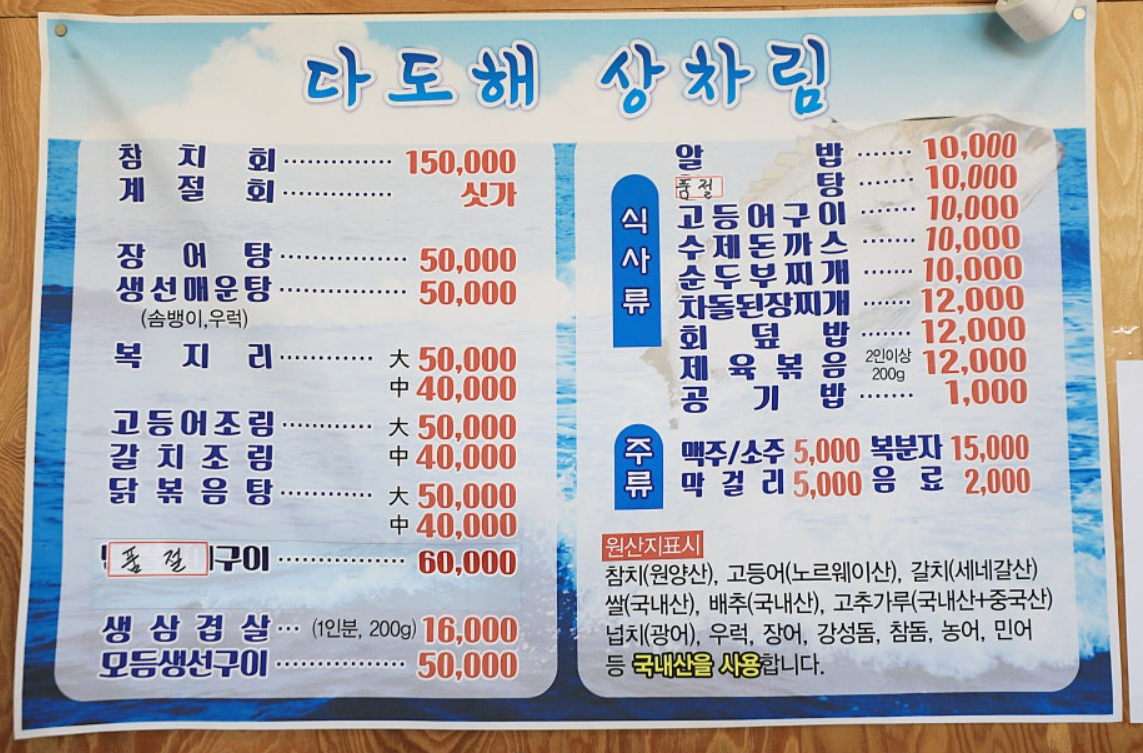 다도해 상차림
참치회 ············· 150,000
계절회 ············· 싯가
장어탕 ··············· 50,000
생선매운탕 ··············· 50,000
(솜뱅이,우럭)
복지리 ··········· 大 50,000
中 40,000
고등어조림 ··········· 大 50,000
갈치조림 中 40,000
닭볶음탕 ··········· 大 50,000
中 40,000
품절 구이 ··············· 60,000
생삼겹살 ··· (1인분, 200g) 16,000
모듬생선구이 ··············· 50,000
식사류
알밥 ······· 10,000
품절 탕 ······· 10,000
고등어구이 ······· 10,000
수제돈까스 ······· 10,000
순두부찌개 ······· 10,000
차돌된장찌개 ······· 12,000
회덮밥 ······· 12,000
제육볶음 2인이상 200g 12,000
공기밥 ······· 1,000
주류
맥주/소주 5,000 복분자 15,000
막걸리 5,000 음료 2,000
원산지표시
참치(원양산), 고등어(노르웨이산), 갈치(세네갈산)
쌀(국내산), 배추(국내산), 고추가루(국내산+중국산)
넙치(광어), 우럭, 장어, 강성돔, 참돔, 농어, 민어
등 국내산을 사용합니다.